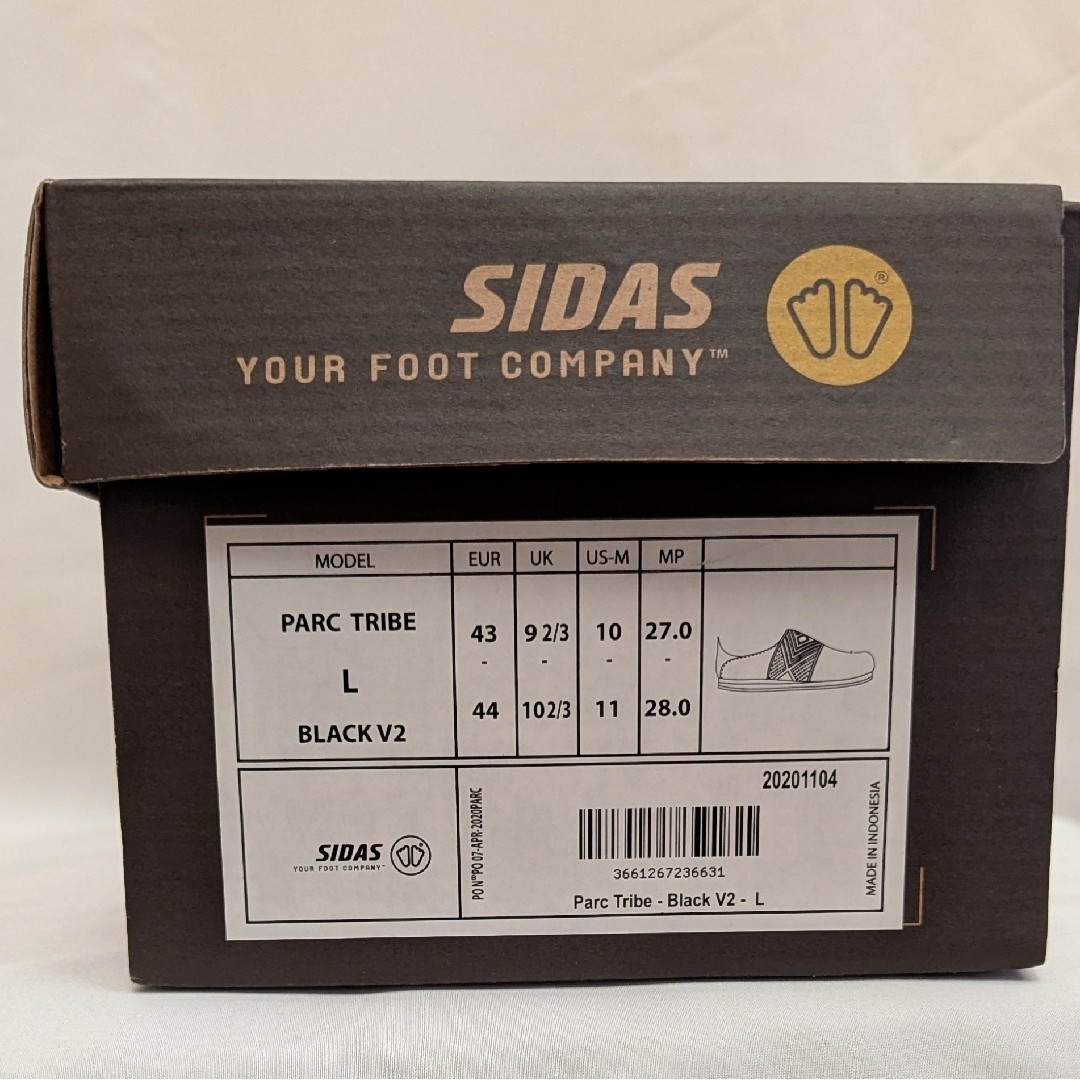 SIDAS
YOUR FOOT COMPANY™
®
MODEL EUR UK US-M MP
PARC TRIBE 43 9 2/3 10 27.0
L - - - -
BLACK V2 44 10 2/3 11 28.0
SIDAS
YOUR FOOT COMPANY™
PO N°PO 07-APR-2020PARC
20201104
3661267236631
Parc Tribe - Black V2 - L
MADE IN INDONESIA